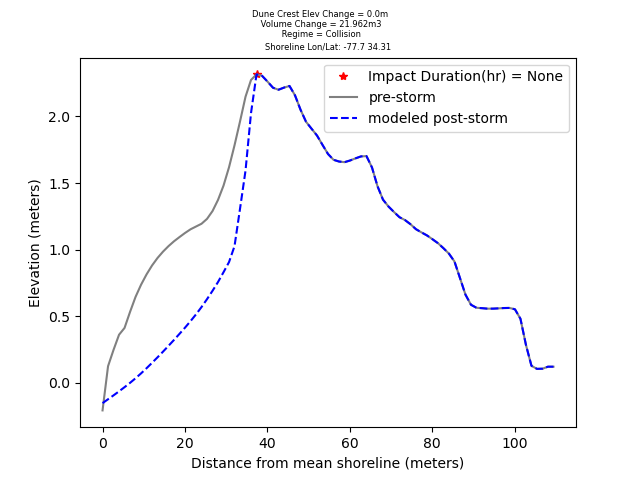 Dune Crest Elev Change = 0.0m
Volume Change = 21.962m3
Regime = Collision
Shoreline Lon/Lat: -77.7 34.31
Impact Duration(hr) = None
pre-storm
modeled post-storm
Elevation (meters)
2.0
1.5
1.0
0.5
0.0
0 20 40 60 80 100
Distance from mean shoreline (meters)